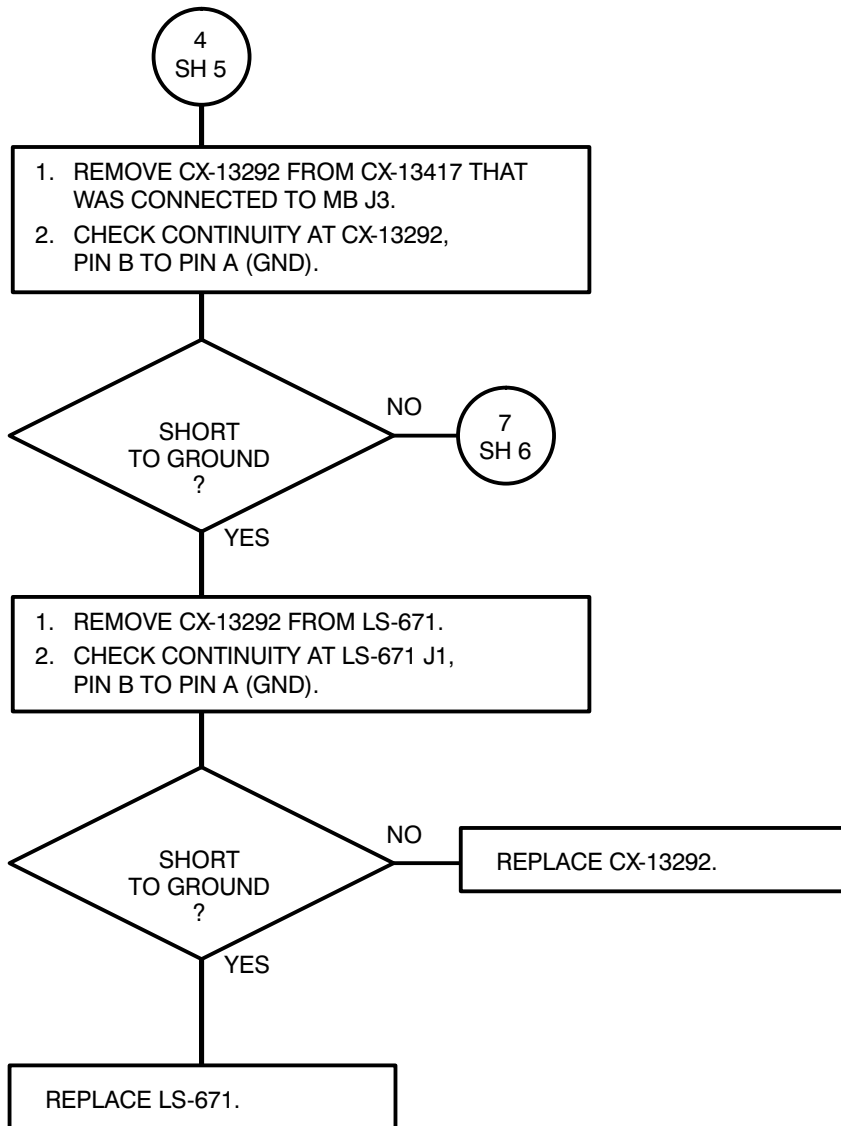 4
SH 5
1. REMOVE CX-13292 FROM CX-13417 THAT
WAS CONNECTED TO MB J3.
2. CHECK CONTINUITY AT CX-13292,
PIN B TO PIN A (GND).
SHORT
TO GROUND
?
NO
7
SH 6
YES
1. REMOVE CX-13292 FROM LS-671.
2. CHECK CONTINUITY AT LS-671 J1,
PIN B TO PIN A (GND).
SHORT
TO GROUND
?
NO
REPLACE CX-13292.
YES
REPLACE LS-671.